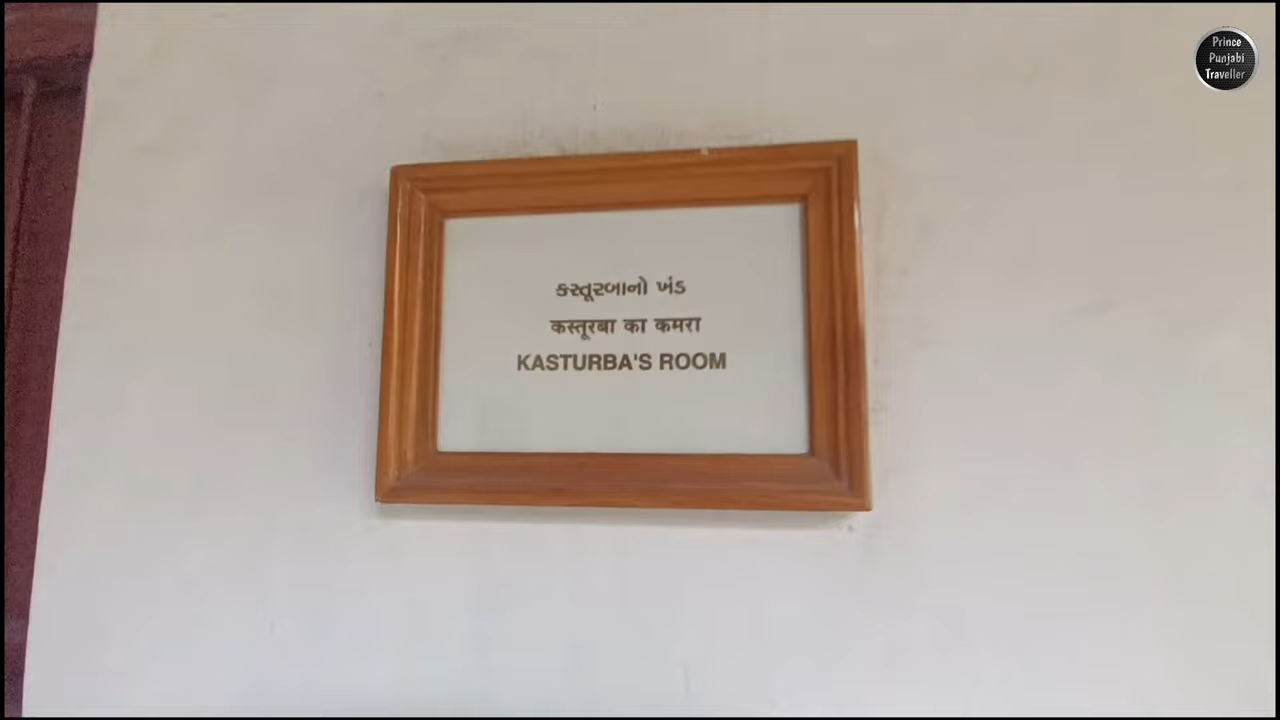 Prince
Punjabi
Traveller
કસ્તૂરબાનો ખંડ
कस्तूरबा का कमरा
KASTURBA'S ROOM